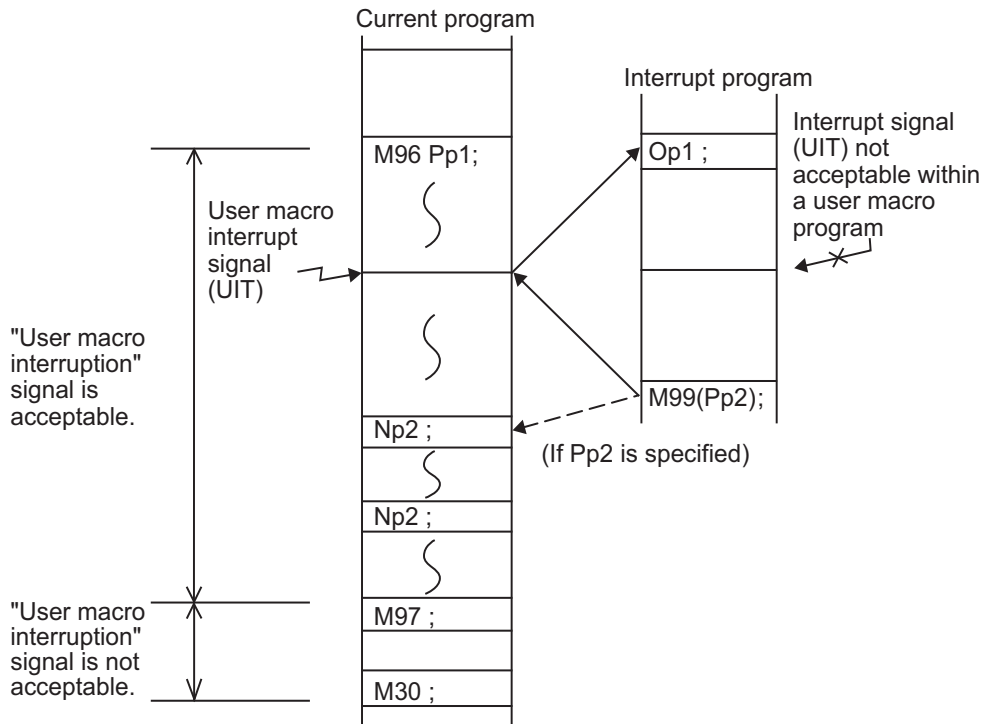 Current program
Interrupt program
M96 Pp1;
Op1 ;
Interrupt signal
(UIT) not
acceptable within
a user macro
program
User macro
interrupt
signal
(UIT)
"User macro
interruption"
signal is
acceptable.
M99(Pp2);
Np2 ;
(If Pp2 is specified)
Np2 ;
"User macro
interruption"
signal is not
acceptable.
M97 ;
M30 ;